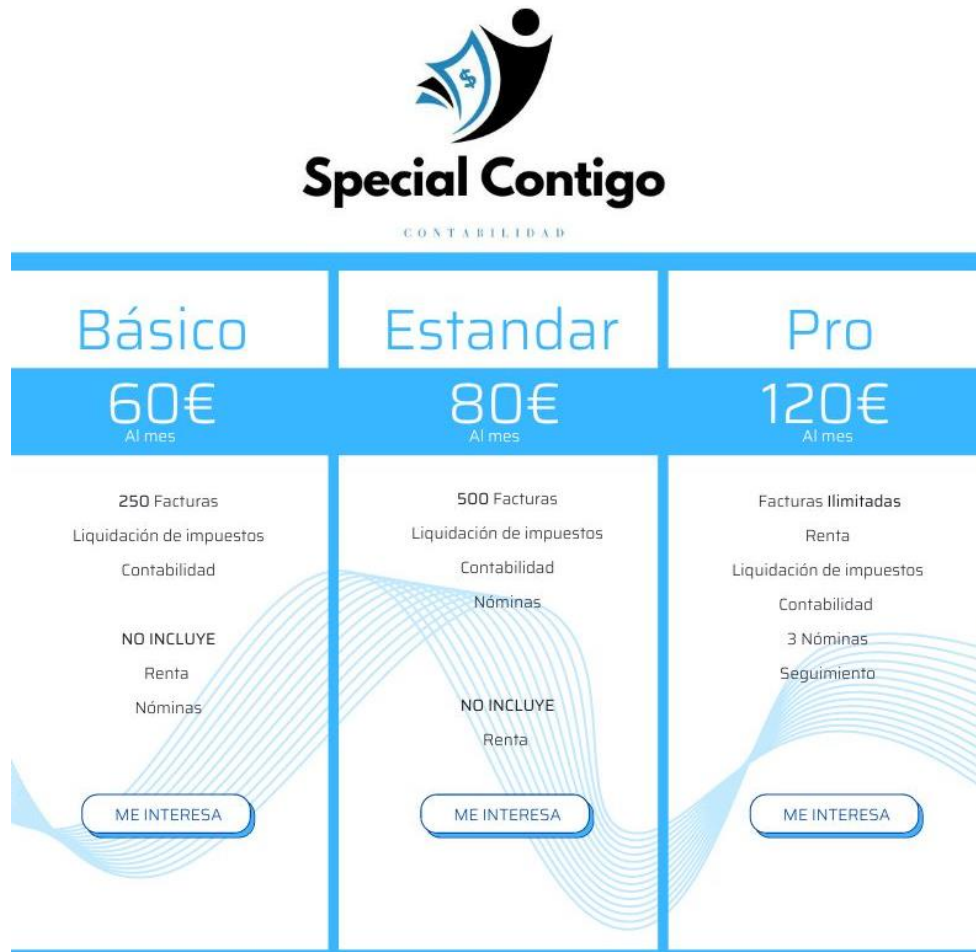 $
Special Contigo
CONTABILIDAD
Básico
60€
Al mes
250 Facturas
Liquidación de impuestos
Contabilidad
NO INCLUYE
Renta
Nóminas
ME INTERESA
Estandar
80€
Al mes
500 Facturas
Liquidación de impuestos
Contabilidad
Nóminas
NO INCLUYE
Renta
ME INTERESA
Pro
120€
Al mes
Facturas Ilimitadas
Renta
Liquidación de impuestos
Contabilidad
3 Nóminas
Seguimiento
ME INTERESA